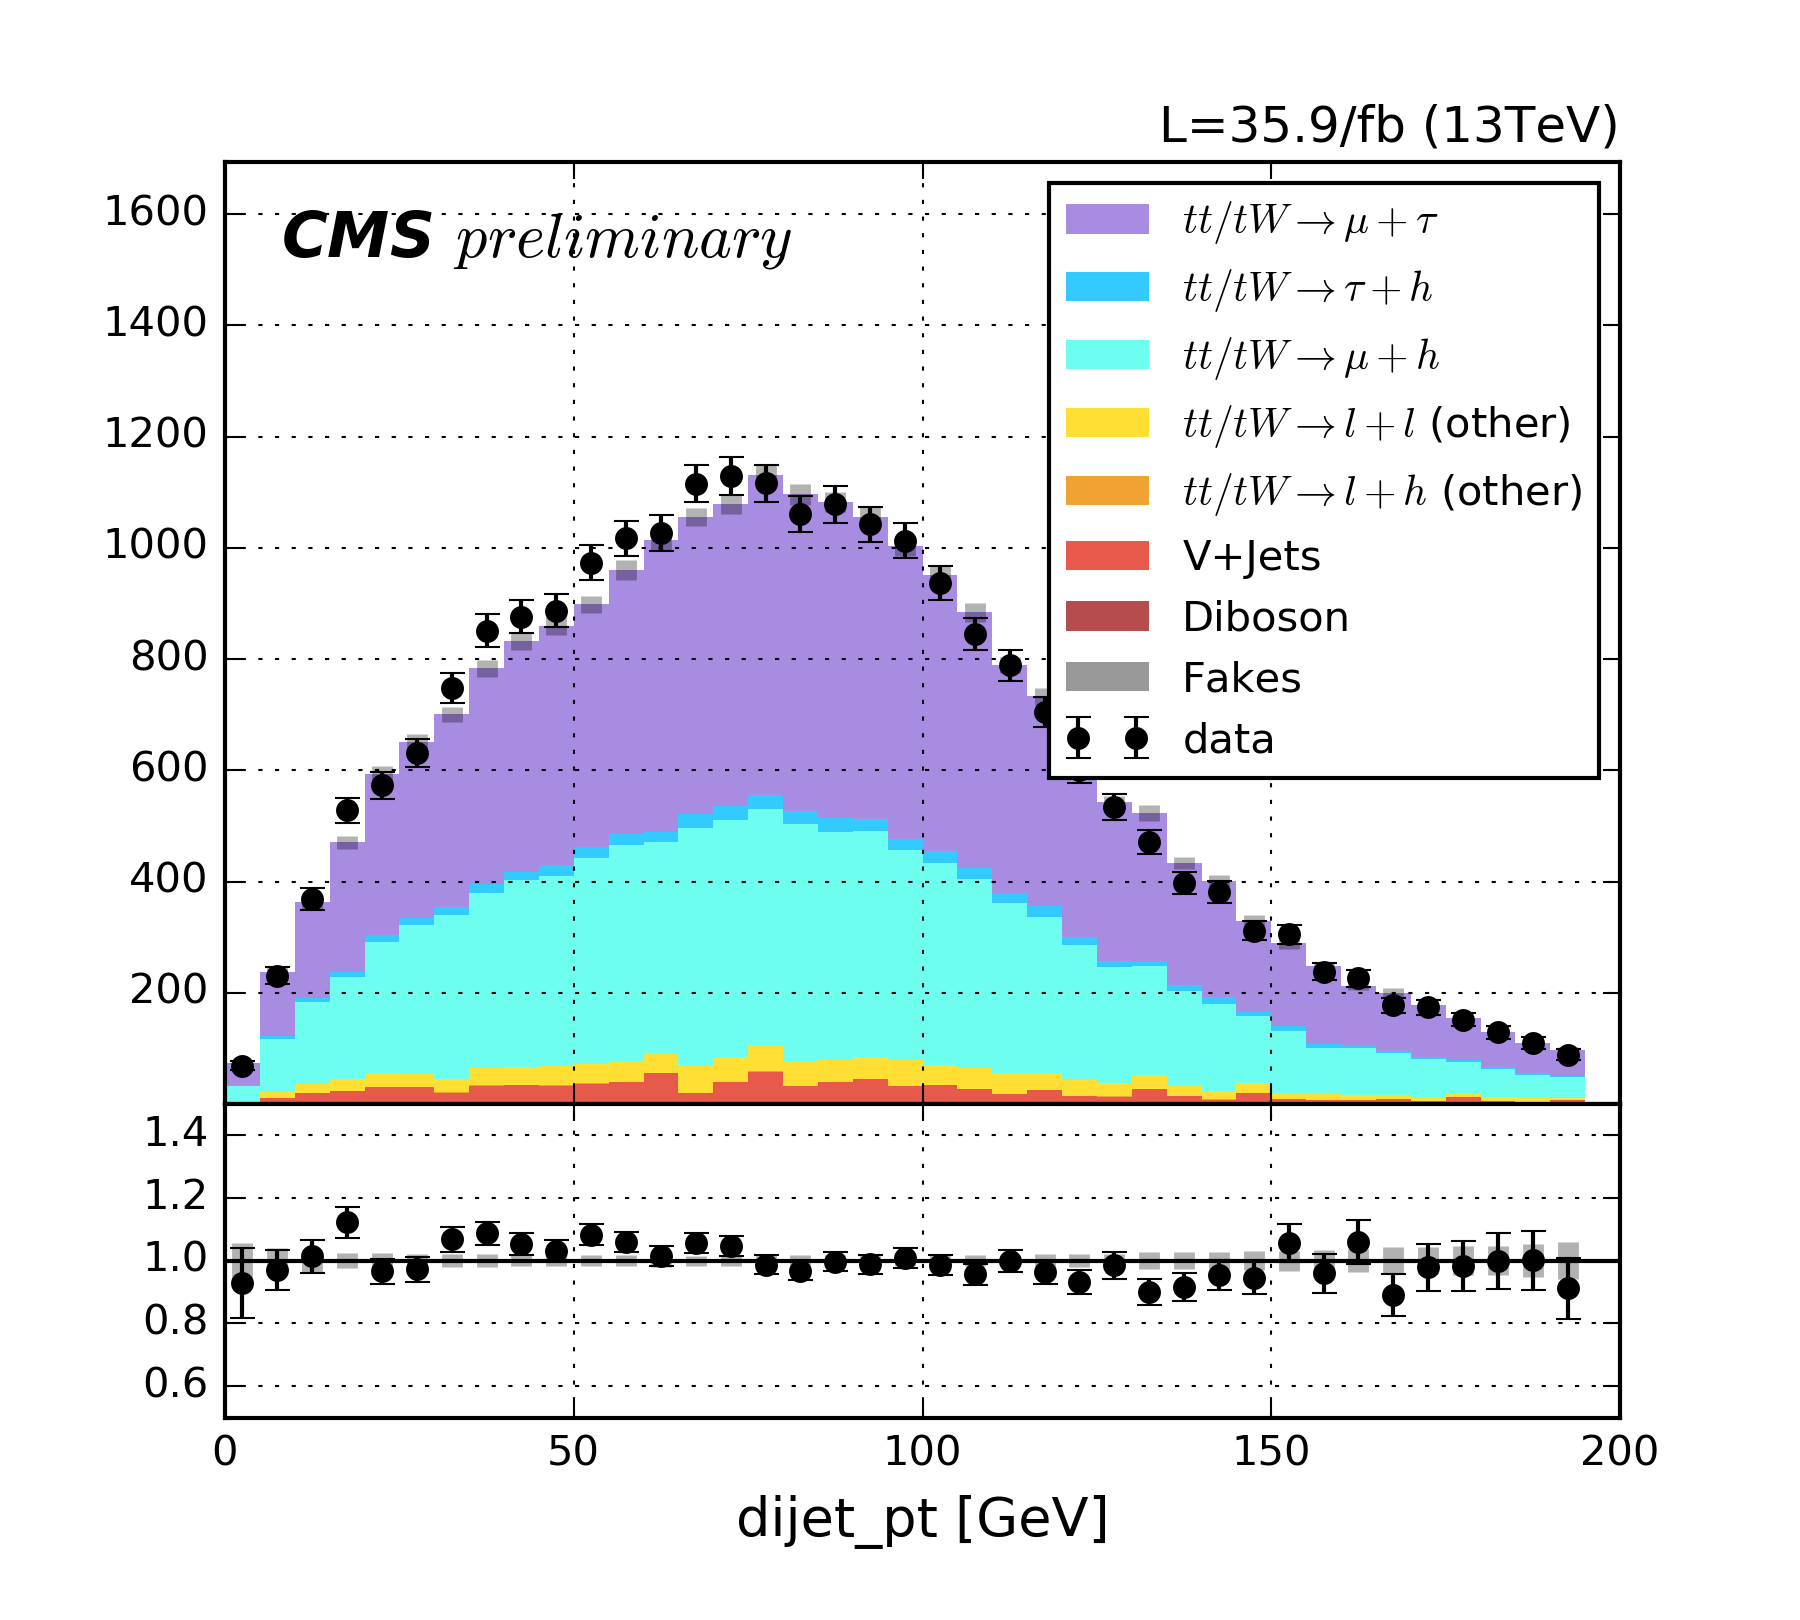 L=35.9/fb (13TeV)
CMS preliminary
1600
1400
1200
1000
800
600
400
200
tt/tW→μ+τ
tt/tW→τ+h
tt/tW→μ+h
tt/tW→l+l (other)
tt/tW→l+h (other)
V+Jets
Diboson
Fakes
data
1.4
1.2
1.0
0.8
0.6
0 50 100 150 200
dijet_pt [GeV]